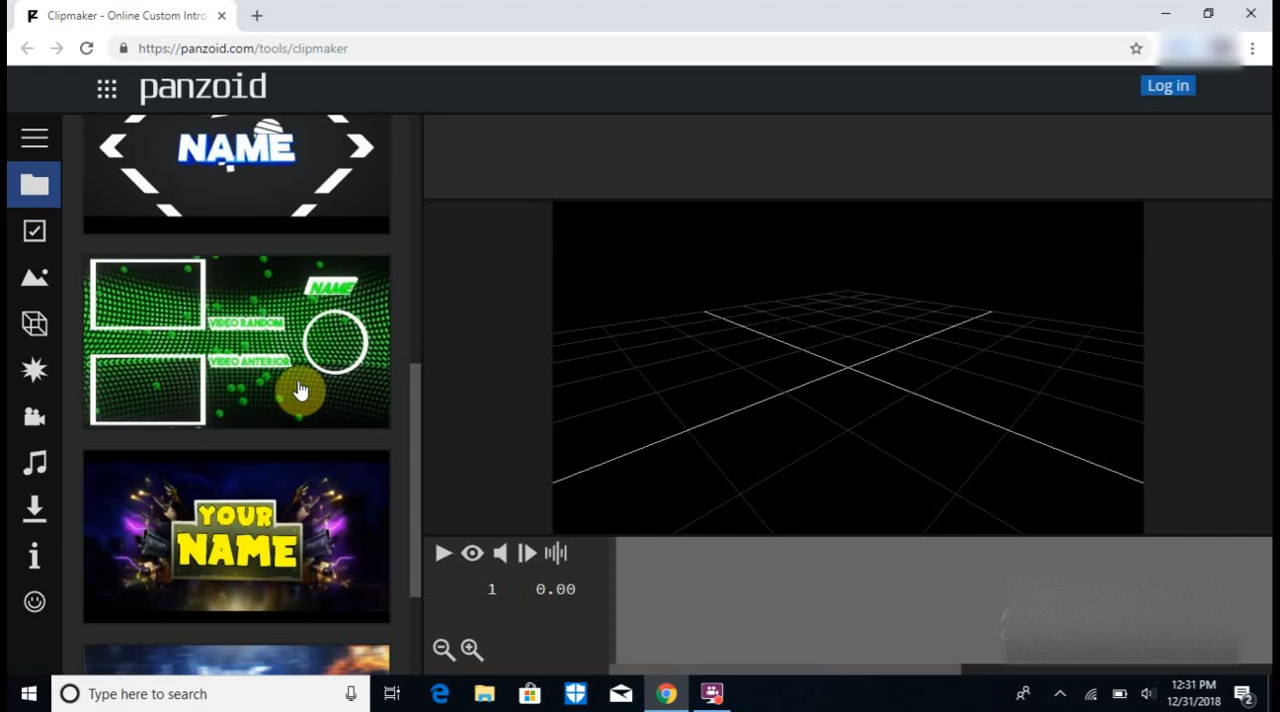 Clipmaker - Online Custom Intro
https://panzoid.com/tools/clipmaker
panzoid
Log in
NAME
NAME
VIDEO RANDOM
VIDEO ANTERIOR
YOUR
NAME
1 0.00
Type here to search
12:31 PM
12/31/2018
2